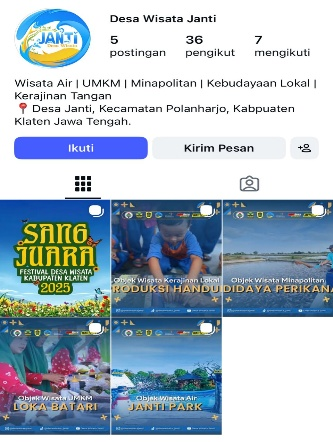 JANTI
Desa Wisata
Desa Wisata Janti
5 36 7
postingan pengikut mengikuti
Wisata Air | UMKM | Minapolitan | Kebudayaan Lokal |
Kerajinan Tangan
📍 Desa Janti, Kecamatan Polanharjo, Kabpuaten
Klaten Jawa Tengah.
Ikuti Kirim Pesan
SANG
JUARA
FESTIVAL DESA WISATA
KABUPATEN KLATEN
2025
Objek Wisata Kerajinan Lokal
RODUKSI HANDU
Objek Wisata Minapolitan
DIDAYA PERIKANA
Objek Wisata UMKM
LOKA BATARI
Objek Wisata Air
JANTI PARK